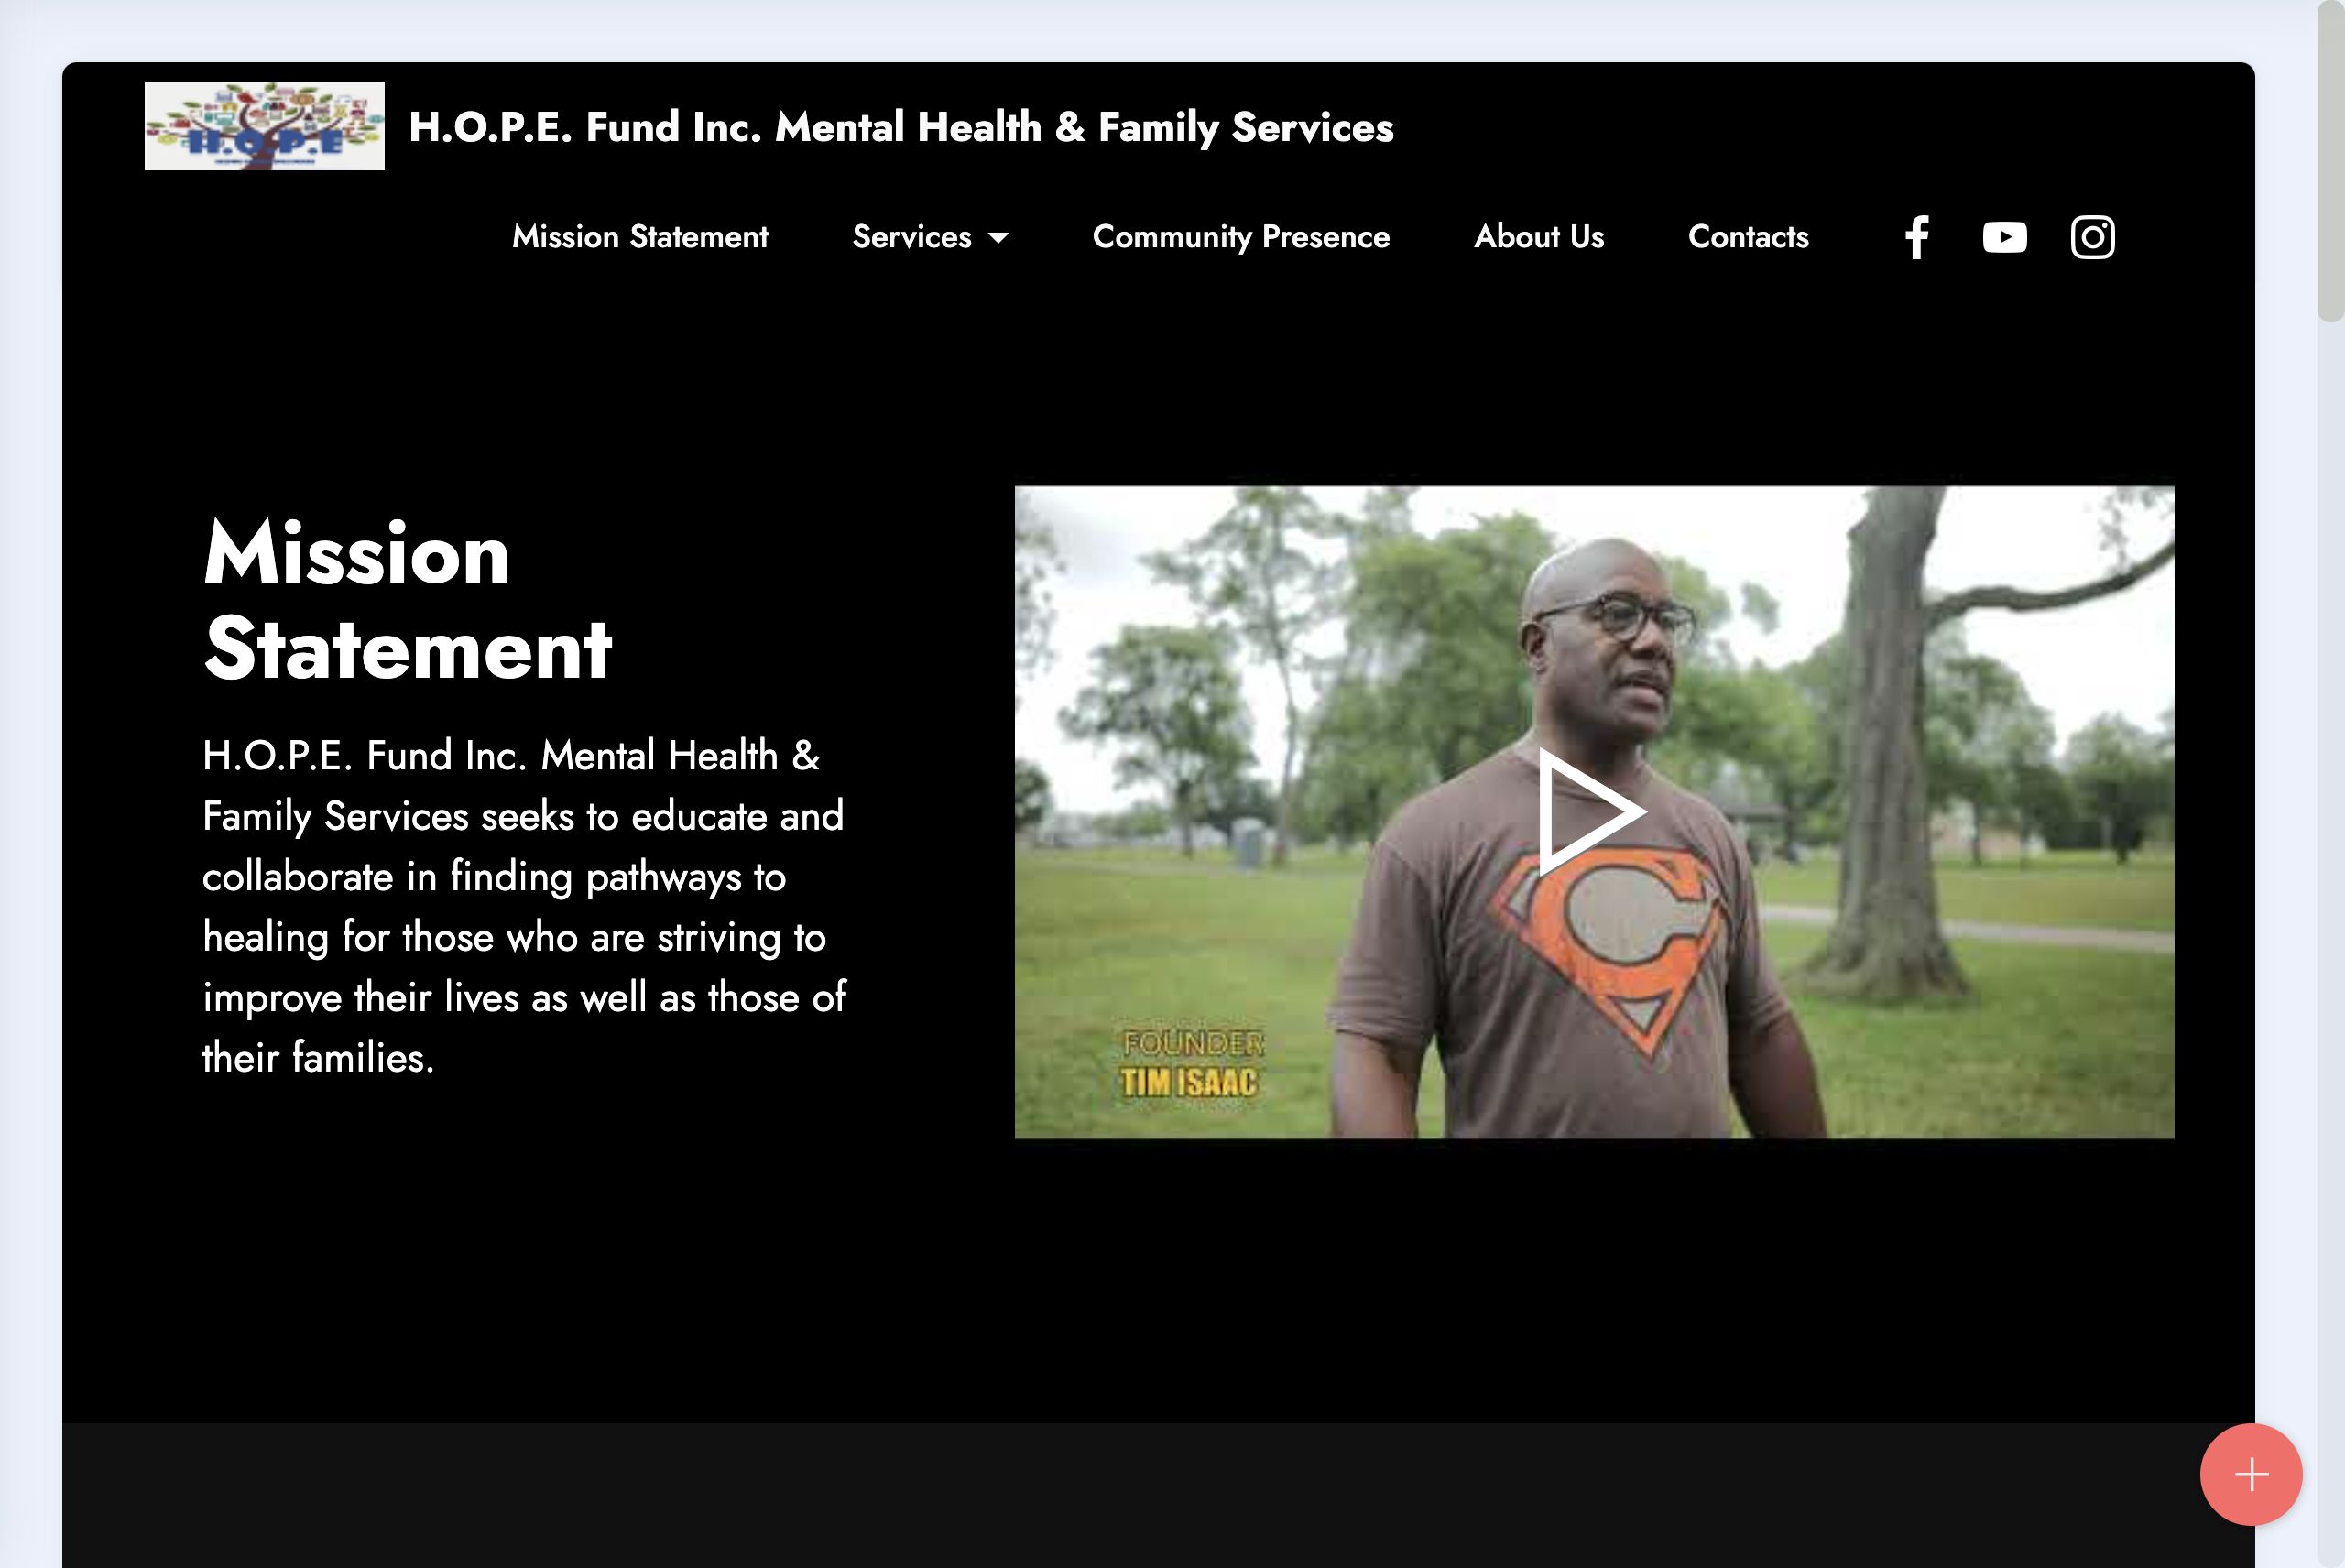 H.O.P.E
H.O.P.E. Fund Inc. Mental Health & Family Services
Mission Statement
Services
Community Presence
About Us
Contacts
Mission
Statement
H.O.P.E. Fund Inc. Mental Health &
Family Services seeks to educate and
collaborate in finding pathways to
healing for those who are striving to
improve their lives as well as those of
their families.
C
FOUNDER
TIM ISAAC